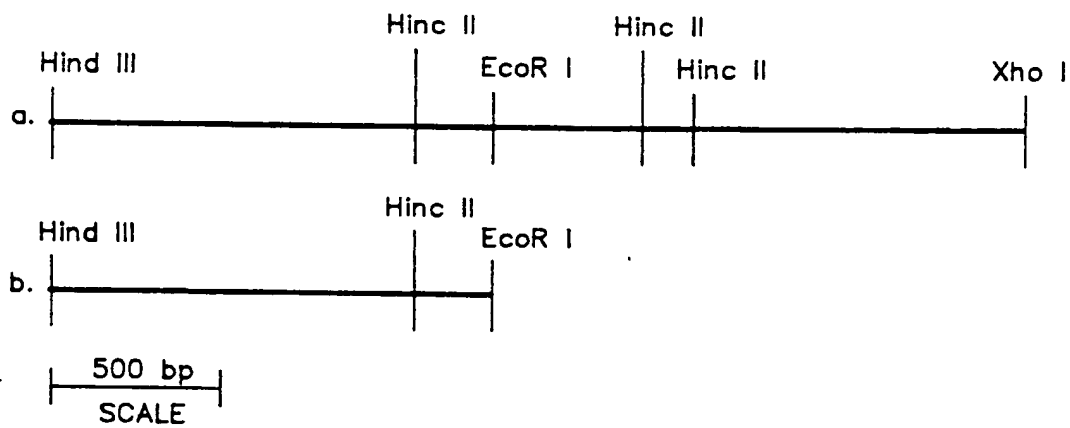 Hinc II
Hinc II
Hind III
EcoR I
Hinc II
Xho I
a.
Hinc II
Hind III
EcoR I
b.
500 bp
SCALE